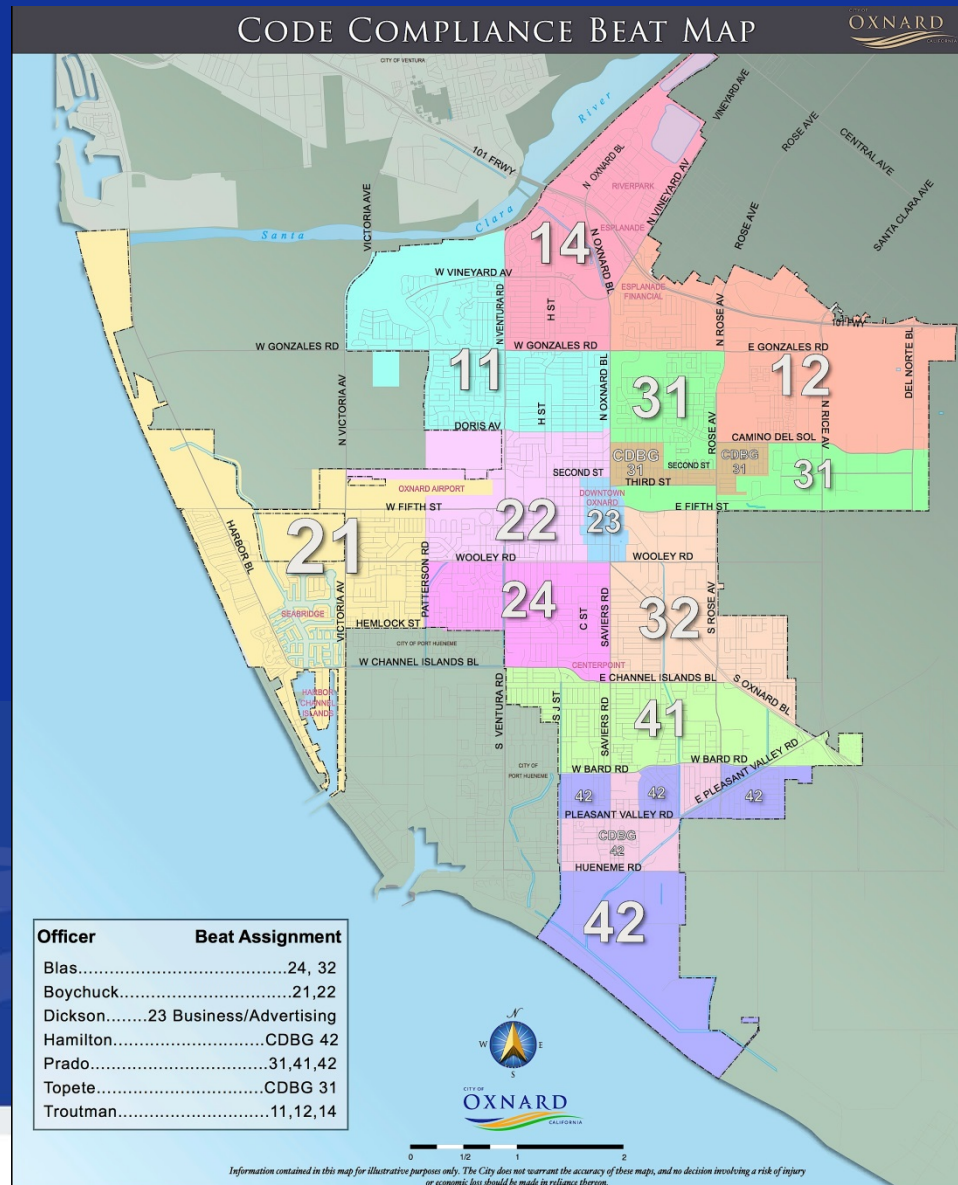 CODE COMPLIANCE BEAT MAP
CITY OF
OXNARD
CALIFORNIA
CITY OF VENTURA
River
101 FRWY
VINEYARD AVE
ROSE AVE
CENTRAL AVE
SANTA CLARA AVE
N OXNARD BL
RIVERPARK
N VINEYARD AV
VICTORIA AVE
Clara
Santa
ROSE AVE
ESPLANADE
14
W VINEYARD AV
N OXNARD BL
ESPLANADE
FINANCIAL
N VENTURA RD
H ST
N ROSE AV
101 FWY
DEL NORTE BL
W GONZALES RD
W GONZALES RD
E GONZALES RD
11
N VICTORIA AV
H ST
N OXNARD BL
31
12
ROSE AV
N RICE AV
DORIS AV
CAMINO DEL SOL
CDBG
31
SECOND ST
SECOND ST
CDBG
31
THIRD ST
31
OXNARD AIRPORT
DOWNTOWN
OXNARD
W FIFTH ST
22
23
E FIFTH ST
HARBOR BL
21
PATTERSON RD
WOOLEY RD
WOOLEY RD
24
C ST
SAVIERS RD
32
S ROSE AV
SEABRIDGE
VICTORIA AV
HEMLOCK ST
CITY OF PORT HUENEME
W CHANNEL ISLANDS BL
CENTERPOINT
E CHANNEL ISLANDS BL
S OXNARD BL
HARBOR
CHANNEL
ISLANDS
S VENTURA RD
S J ST
SAVIERS RD
41
CITY OF
PORT HUENEME
W BARD RD
W BARD RD
E PLEASANT VALLEY RD
42
42
42
PLEASANT VALLEY RD
CDBG
42
HUENEME RD
42
Officer Beat Assignment
Blas.................................24, 32
Boychuck...........................21,22
Dickson........23 Business/Advertising
Hamilton.......................CDBG 42
Prado............................31,41,42
Topete..........................CDBG 31
Troutman.........................11,12,14
N
W E
S
CITY OF
OXNARD
CALIFORNIA
0 1/2 1 2
Information contained in this map for illustrative purposes only. The City does not warrant the accuracy of these maps, and no decision involving a risk of injury
or economic loss should be made in reliance thereon.